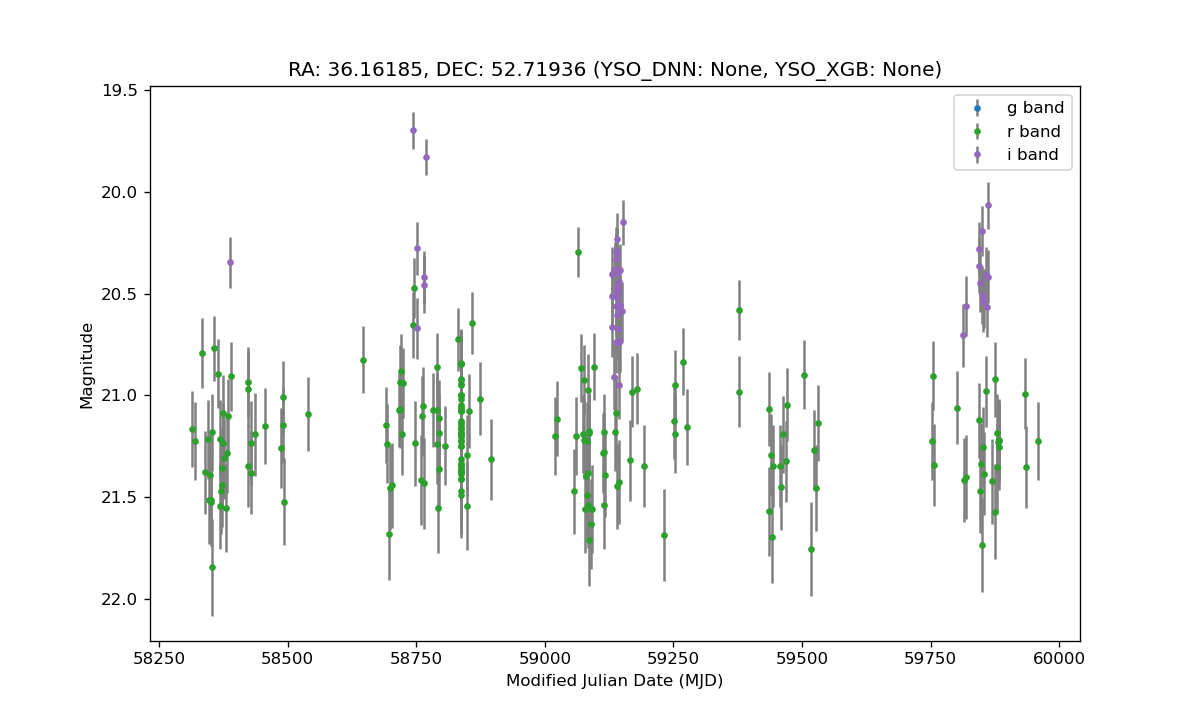 RA: 36.16185, DEC: 52.71936 (YSO_DNN: None, YSO_XGB: None)
19.5
20.0
20.5
21.0
21.5
22.0
Magnitude
g band
r band
i band
58250
58500
58750
59000
59250
59500
59750
60000
Modified Julian Date (MJD)